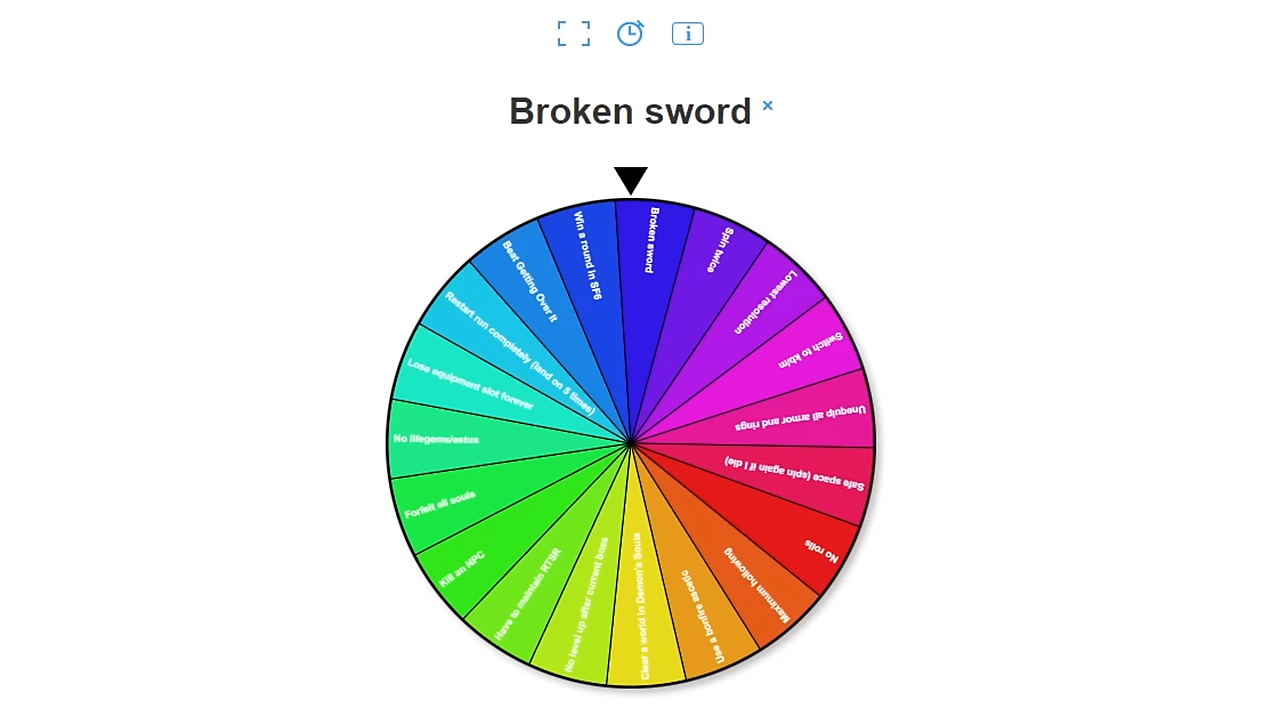 Broken sword ×
Broken sword
Spin twice
Lowest resolution
Switch to kb/m
Unequip all armor and rings
Safe space (spin again if I die)
No rolls
Maximum hollowing
Use a bonfire ascetic
Clear a world in Demon's Souls
No level up after current boss
Have to maintain RTSR
Kill an NPC
Forfeit all souls
No lifegems/estus
Lose equipment slot forever
Restart run completely (land on 5 times)
Beat Getting Over It
Win a round in SF6